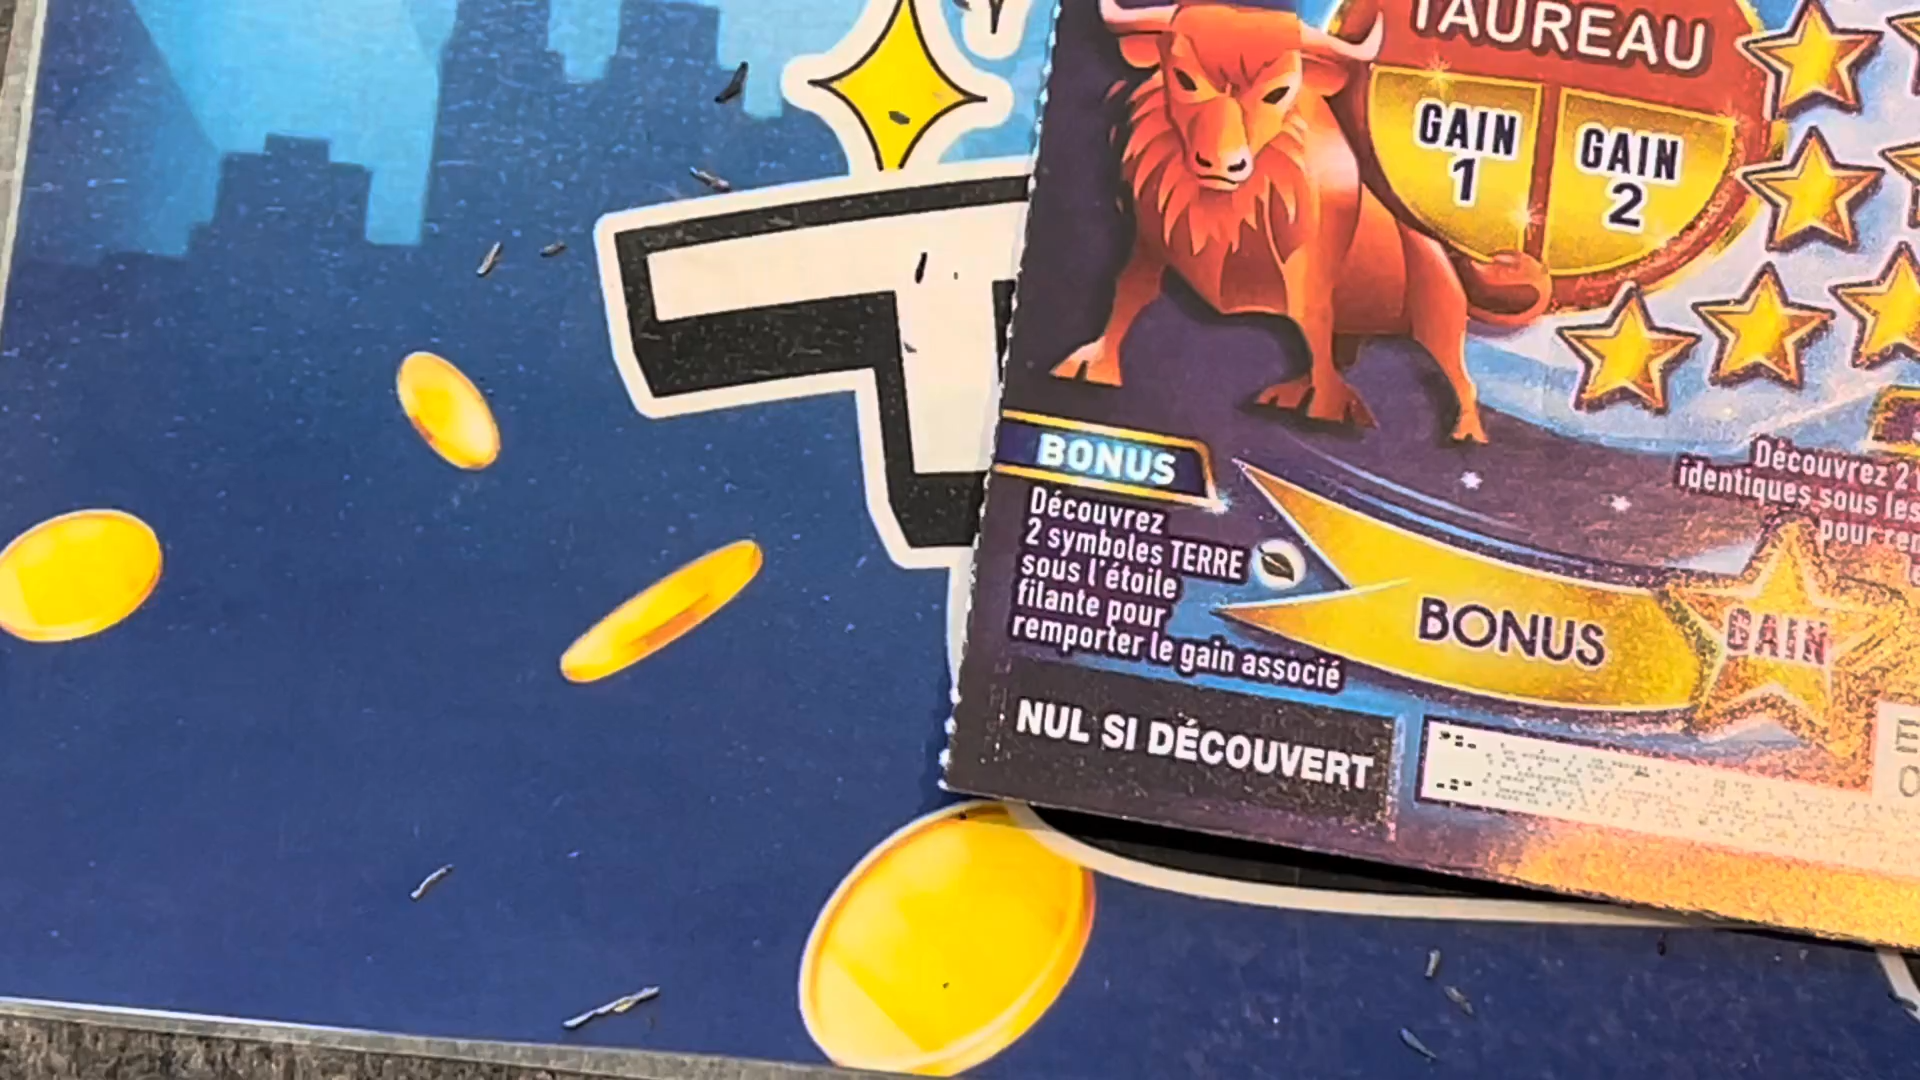 TAUREAU
GAIN
1
GAIN
2
BONUS
Découvrez
2 symboles TERRE
sous l'étoile
filante pour
remporter le gain associé
BONUS
GAIN
Découvrez 2
identiques sous les
pour
NUL SI DÉCOUVERT